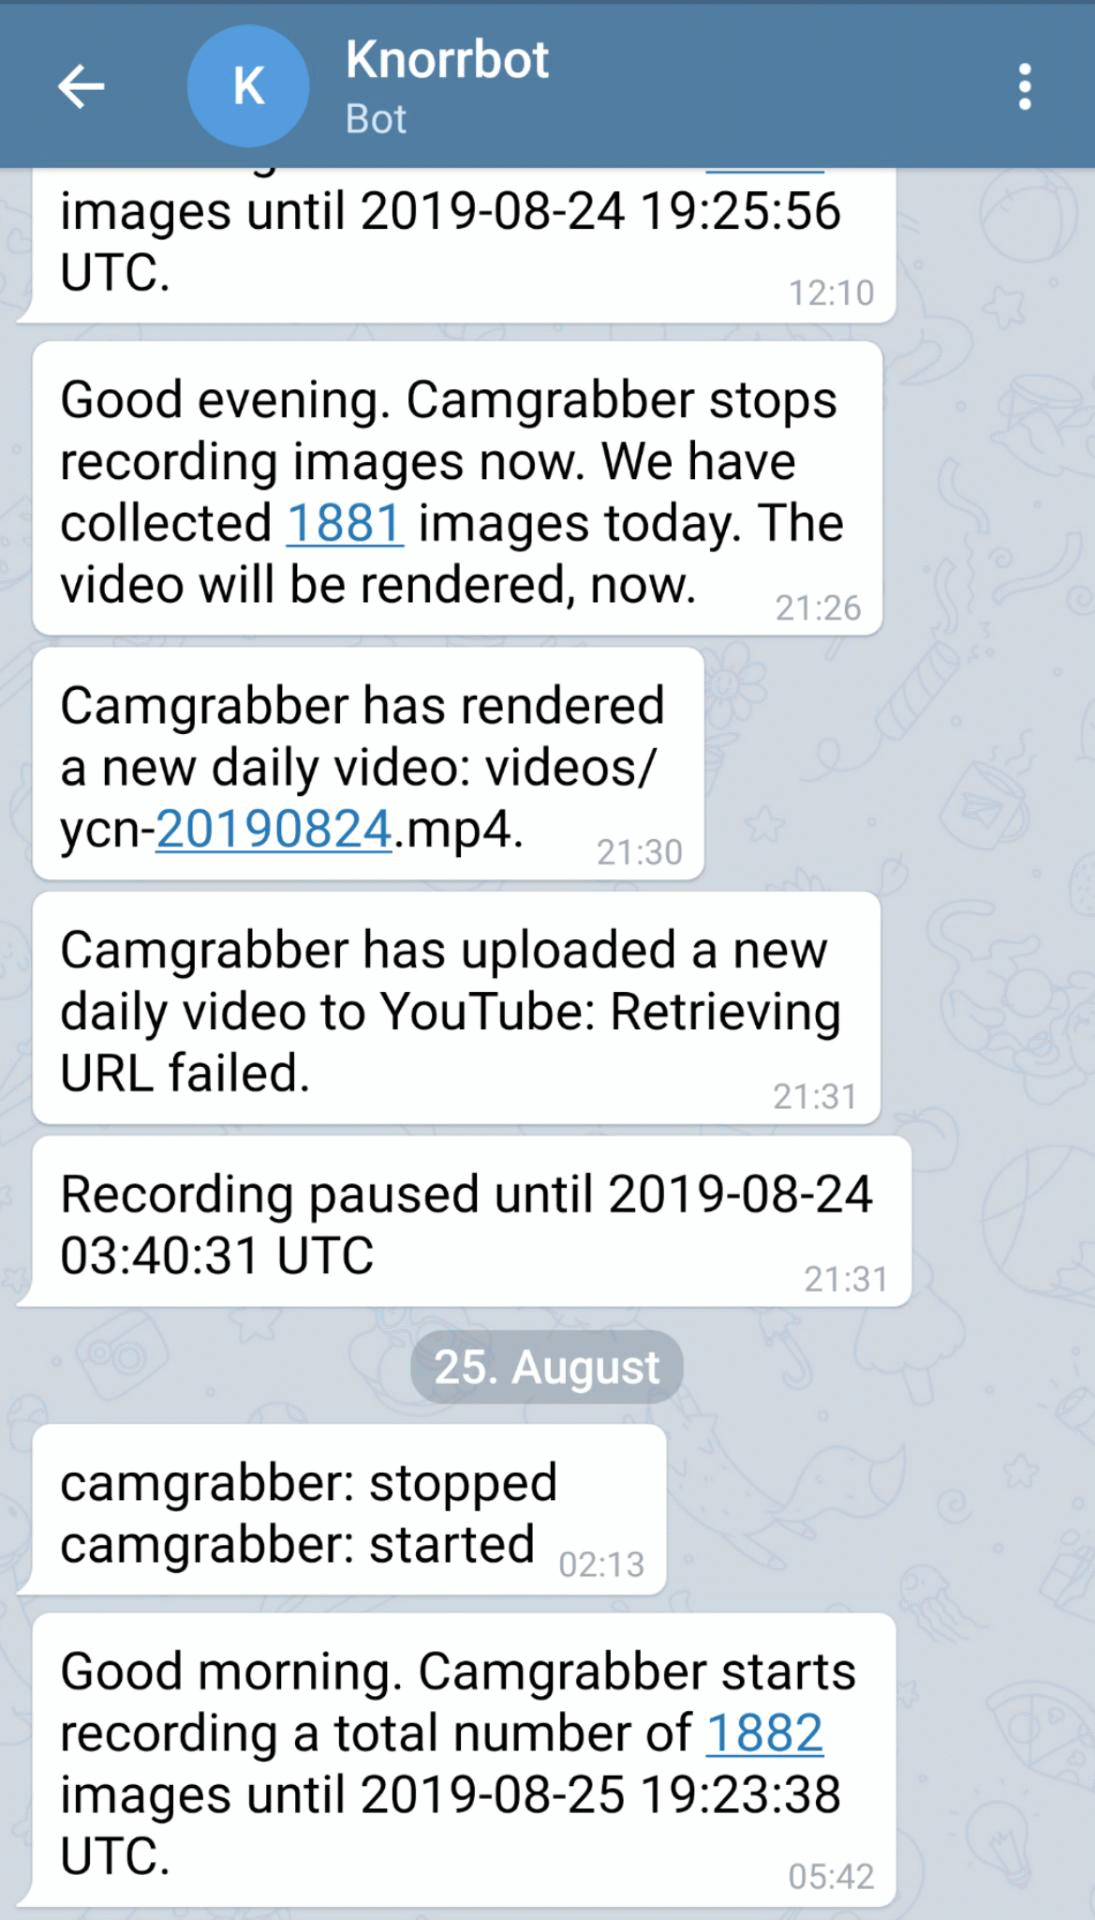 Knorrbot
K
Bot
images until 2019-08-24 19:25:56
UTC.
12:10
Good evening. Camgrabber stops
recording images now. We have
collected 1881 images today. The
video will be rendered, now.
21:26
Camgrabber has rendered
a new daily video: videos/
ycn-20190824.mp4.
21:30
Camgrabber has uploaded a new
daily video to YouTube: Retrieving
URL failed.
21:31
Recording paused until 2019-08-24
03:40:31 UTC
21:31
25. August
camgrabber: stopped
camgrabber: started
02:13
Good morning. Camgrabber starts
recording a total number of 1882
images until 2019-08-25 19:23:38
UTC.
05:42